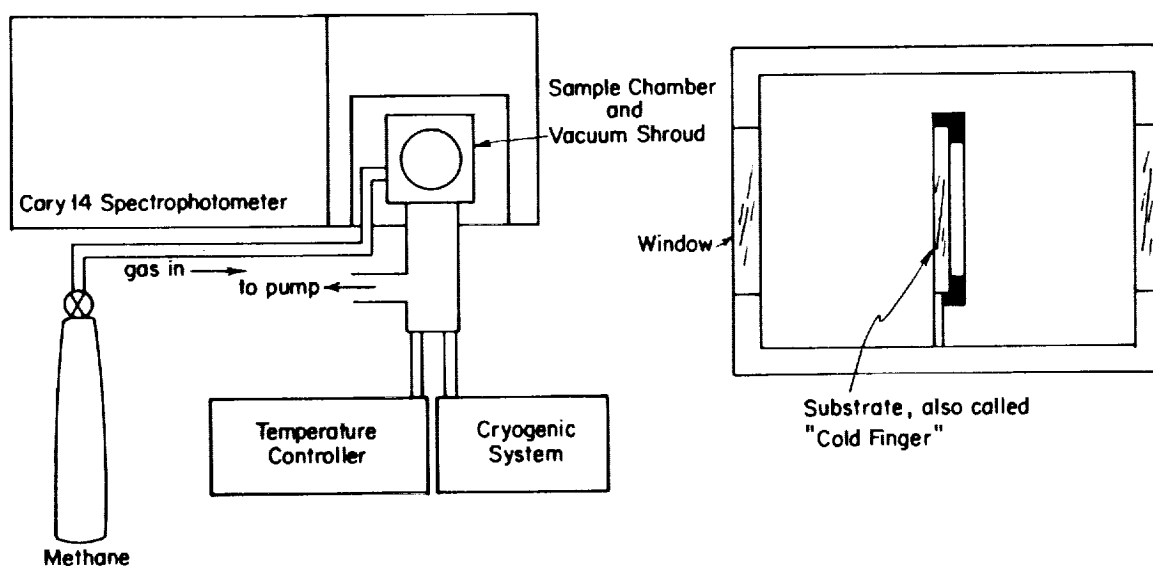 Sample Chamber
and
Vacuum Shroud
Cary 14 Spectrophotometer
gas in
to pump
Temperature
Controller
Cryogenic
System
Methane
Window
Substrate, also called
"Cold Finger"